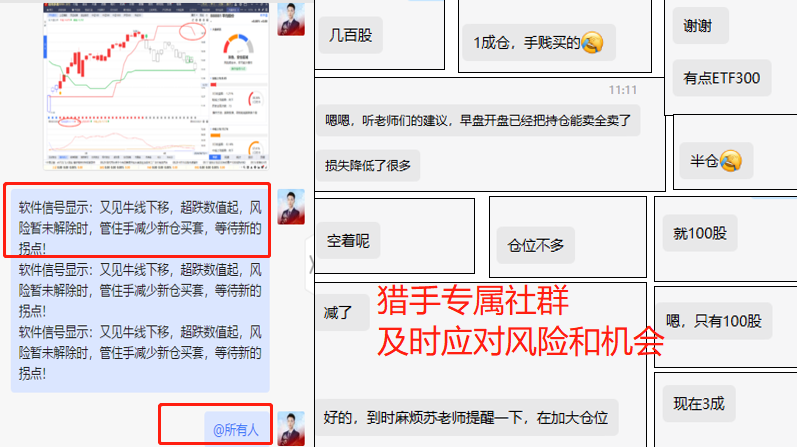 软件信号显示：又见牛线下移，超跌数值起，风
险暂未解除时，管住手减少新仓买套，等待新的
拐点！
软件信号显示：又见牛线下移，超跌数值起，风
险暂未解除时，管住手减少新仓买套，等待新的
拐点！
软件信号显示：又见牛线下移，超跌数值起，风
险暂未解除时，管住手减少新仓买套，等待新的
拐点！
@所有人
几百股
1成仓，手贱买的
谢谢
有点ETF300
11:11
嗯嗯，听老师们的建议，早盘开盘已经把持仓能卖全卖了
损失降低了很多
半仓
空着呢
仓位不多
就100股
减了
猎手专属社群
及时应对风险和机会
嗯，只有100股
好的，到时麻烦苏老师提醒一下，在加大仓位
现在3成